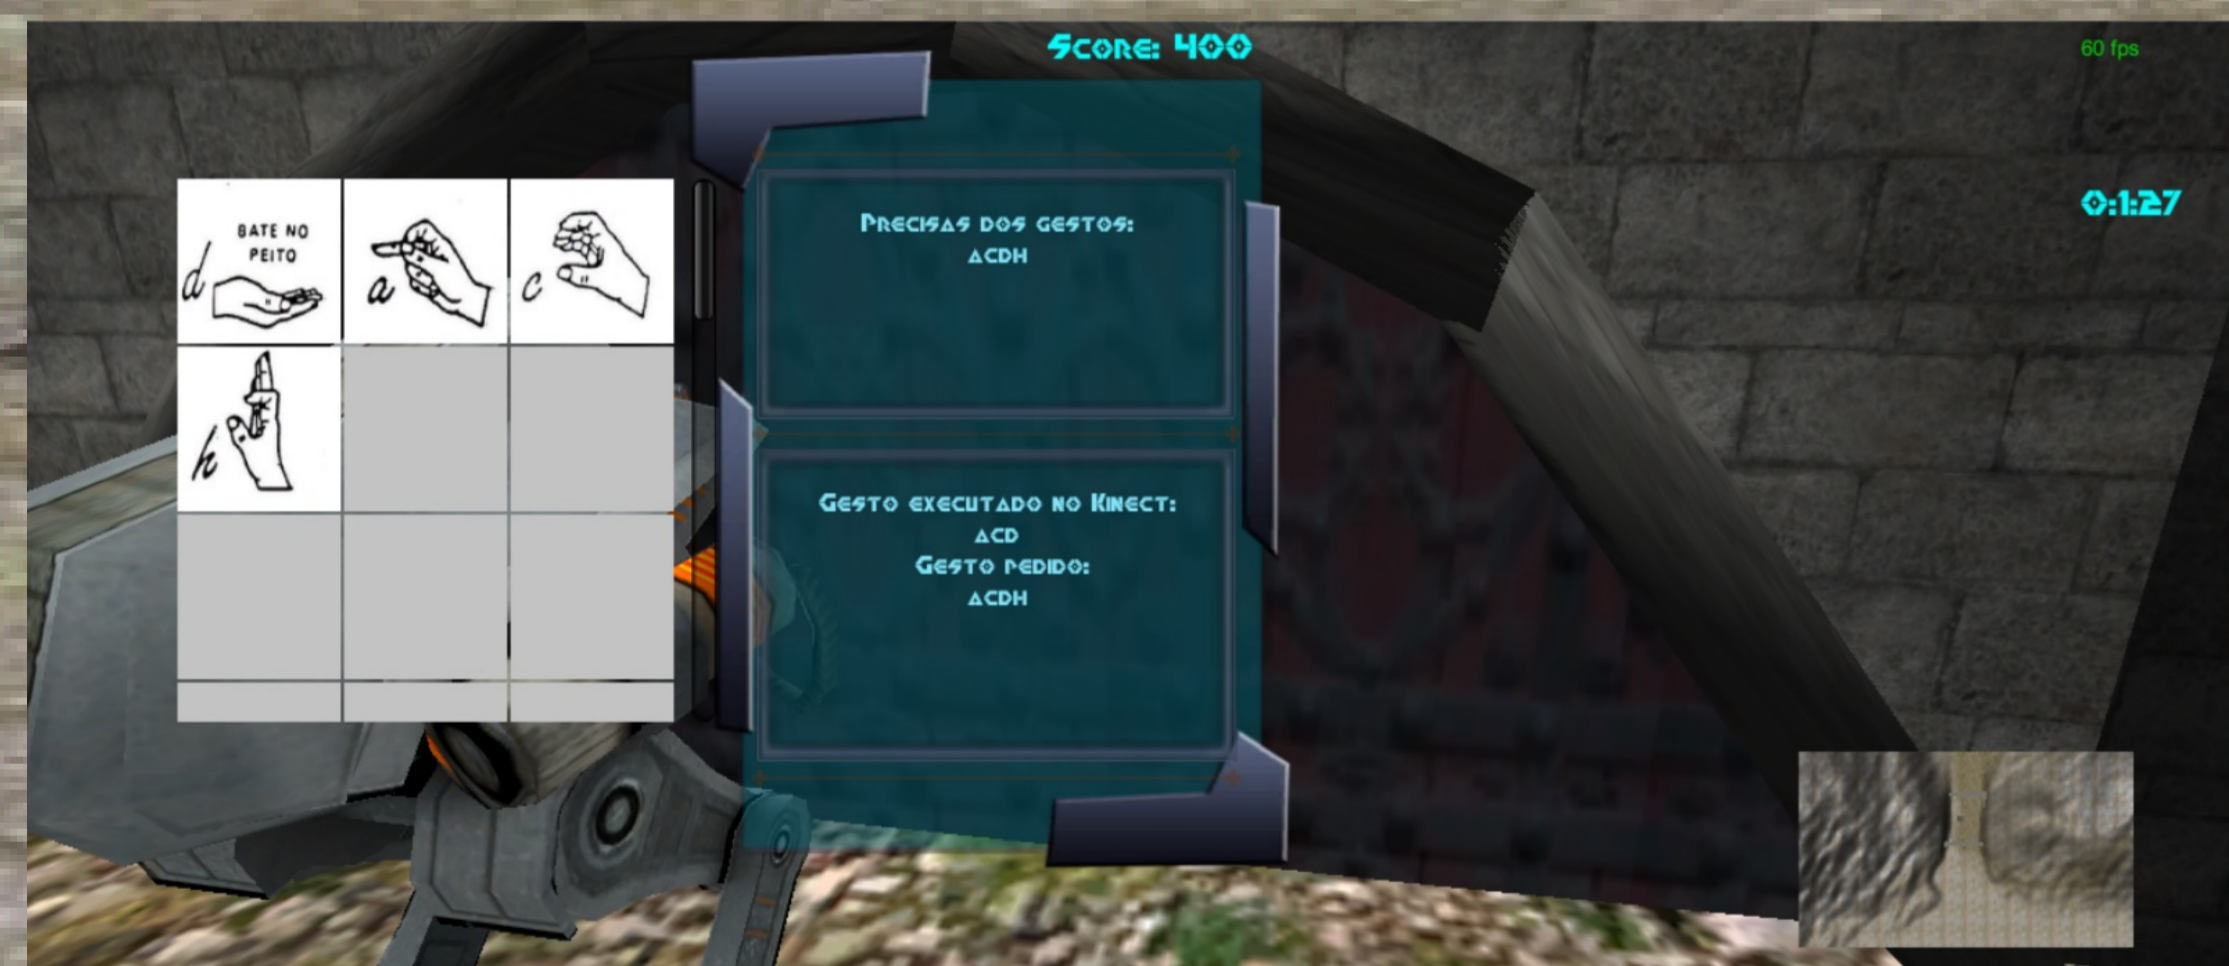 Score: 400
60 fps
0:1:27
d
BATE NO
PEITO
a
c
h
Precisas dos gestos:
ACDH
Gesto executado no Kinect:
ACD
Gesto pedido:
ACDH